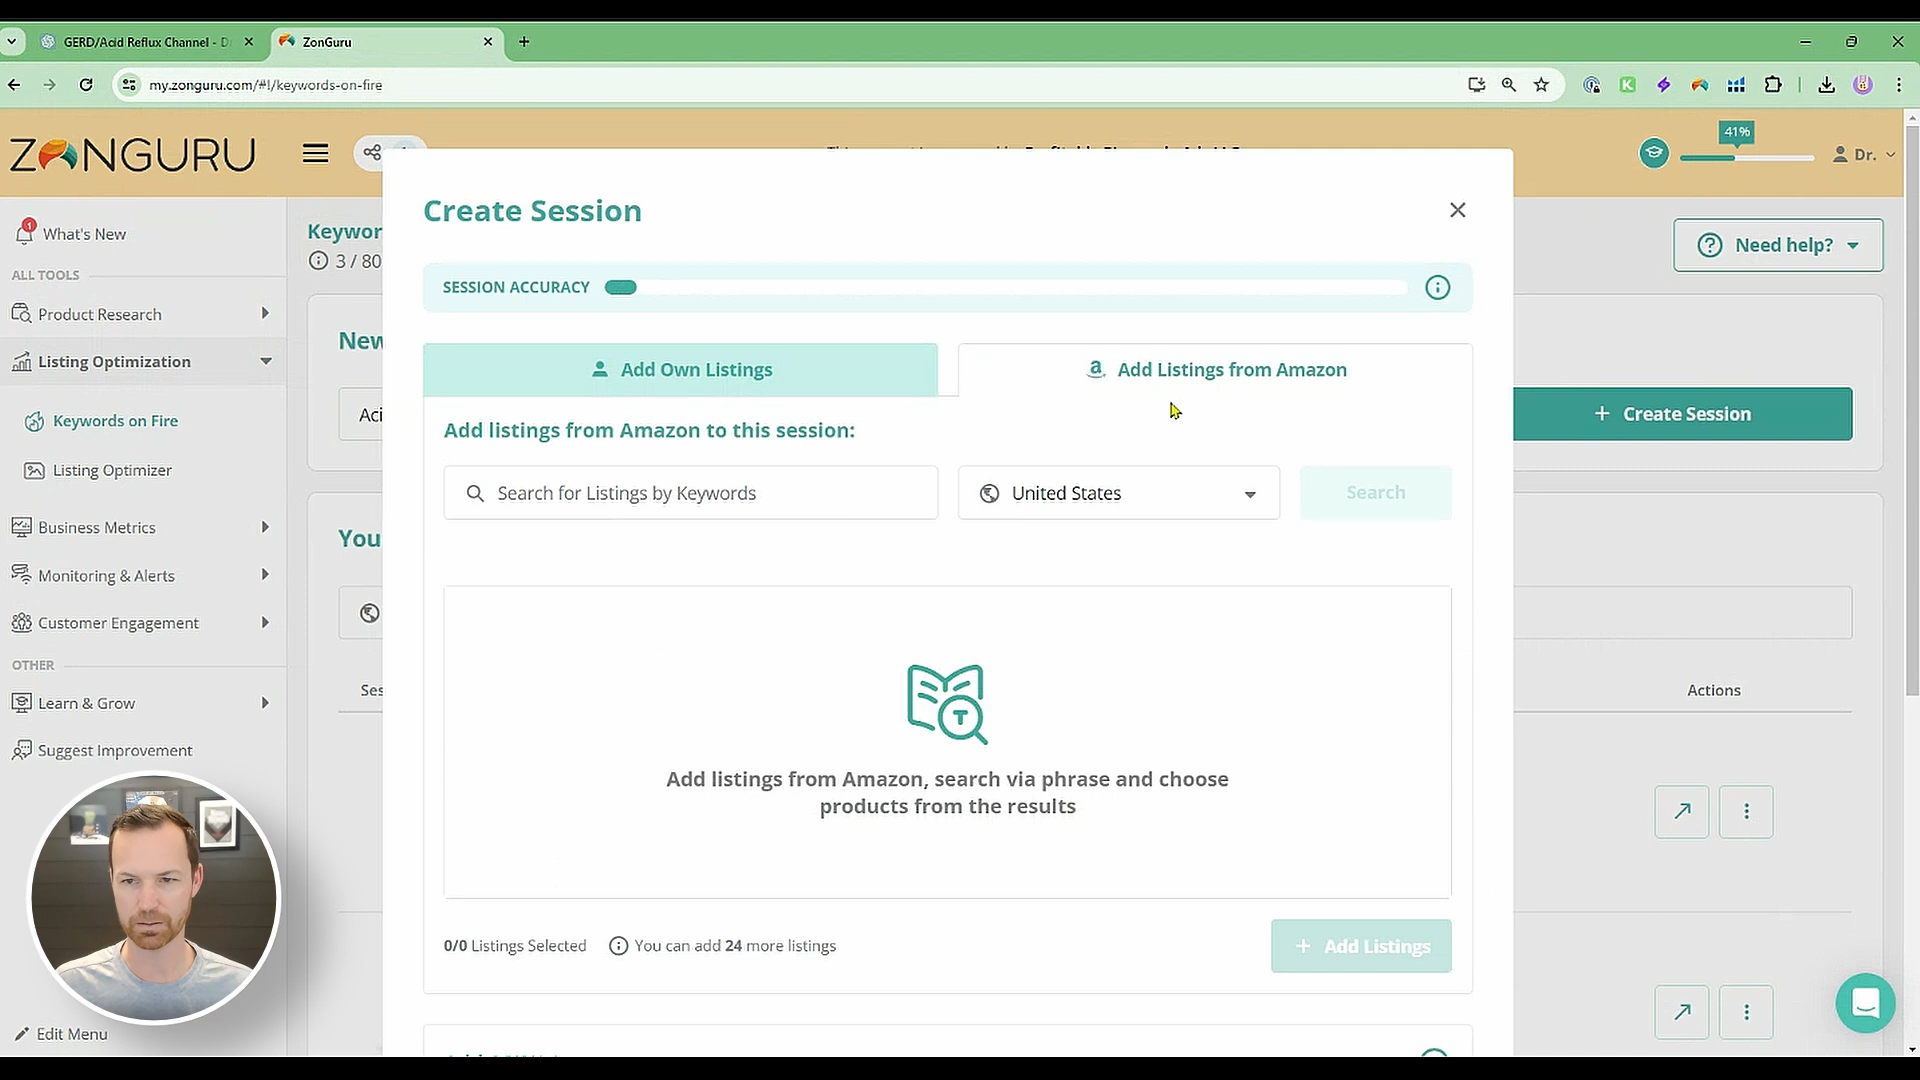 GERD/Acid Reflux Channel - D
ZonGuru
my.zonguru.com/#!/keywords-on-fire
ZONGURU
41%
Dr.
What's New
ALL TOOLS
Product Research
Listing Optimization
Keywords on Fire
Listing Optimizer
Business Metrics
Monitoring & Alerts
Customer Engagement
OTHER
Learn & Grow
Suggest Improvement
Edit Menu
Keywor
3 / 80
Need help?
New
Aci
+ Create Session
You
Ses
Actions
Create Session
SESSION ACCURACY
Add Own Listings
Add Listings from Amazon
Add listings from Amazon to this session:
Search for Listings by Keywords
United States
Search
Add listings from Amazon, search via phrase and choose
products from the results
0/0 Listings Selected
You can add 24 more listings
+ Add Listings